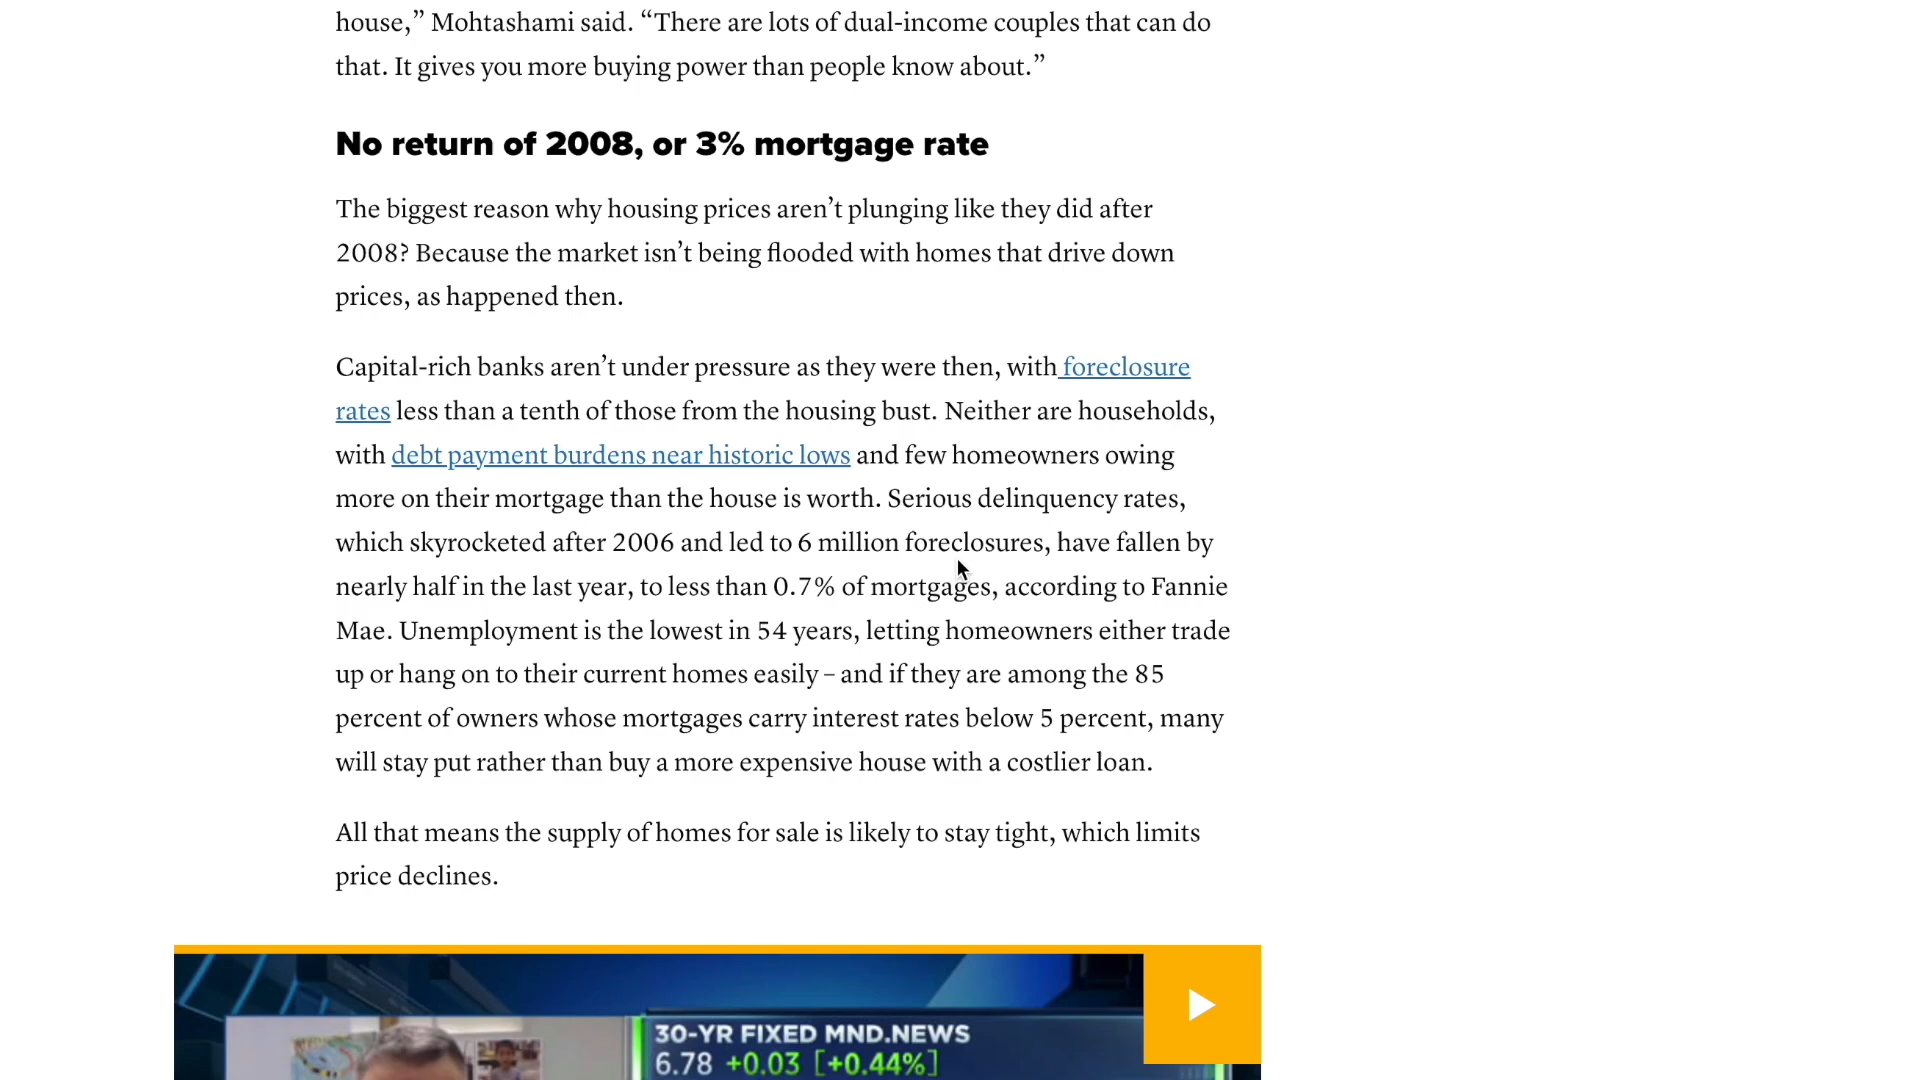 house,” Mohtashami said. “There are lots of dual-income couples that can do
that. It gives you more buying power than people know about.”
No return of 2008, or 3% mortgage rate
The biggest reason why housing prices aren’t plunging like they did after
2008? Because the market isn’t being flooded with homes that drive down
prices, as happened then.
Capital-rich banks aren’t under pressure as they were then, with foreclosure
rates less than a tenth of those from the housing bust. Neither are households,
with debt payment burdens near historic lows and few homeowners owing
more on their mortgage than the house is worth. Serious delinquency rates,
which skyrocketed after 2006 and led to 6 million foreclosures, have fallen by
nearly half in the last year, to less than 0.7% of mortgages, according to Fannie
Mae. Unemployment is the lowest in 54 years, letting homeowners either trade
up or hang on to their current homes easily – and if they are among the 85
percent of owners whose mortgages carry interest rates below 5 percent, many
will stay put rather than buy a more expensive house with a costlier loan.
All that means the supply of homes for sale is likely to stay tight, which limits
price declines.
30-YR FIXED MND.NEWS
6.78 +0.03 [+0.44%]